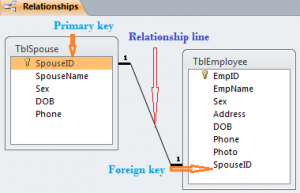 Relationships
Primary key
TblSpouse
SpouseID
SpouseName
Sex
DOB
Phone
1
Relationship line
TblEmployee
EmpID
EmpName
Sex
Address
DOB
Phone
Photo
SpouseID
1
Foreign key